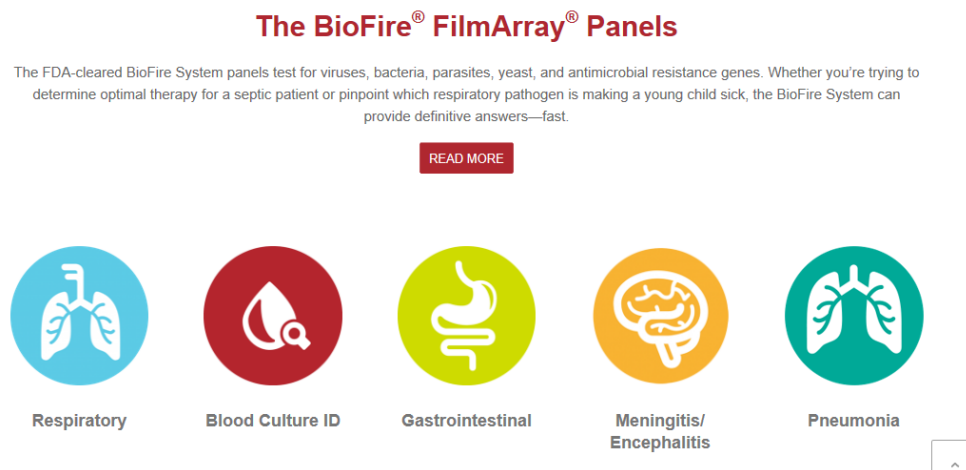 The BioFire® FilmArray® Panels
The FDA-cleared BioFire System panels test for viruses, bacteria, parasites, yeast, and antimicrobial resistance genes. Whether you're trying to
determine optimal therapy for a septic patient or pinpoint which respiratory pathogen is making a young child sick, the BioFire System can
provide definitive answers—fast.
READ MORE
Respiratory
Blood Culture ID
Gastrointestinal
Meningitis/
Encephalitis
Pneumonia